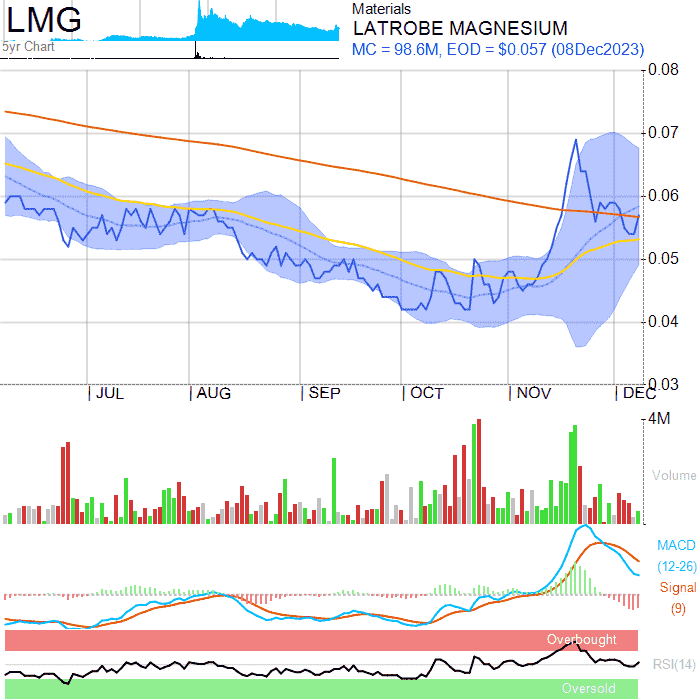 LMG
5yr Chart
Materials
LATROBE MAGNESIUM
MC = 98.6M, EOD = $0.057 (08Dec2023)
0.08
0.07
0.06
0.05
0.04
0.03
JUL AUG SEP OCT NOV DEC
4M
Volume
MACD
(12-26)
Signal
(9)
Overbought
RSI(14)
Oversold